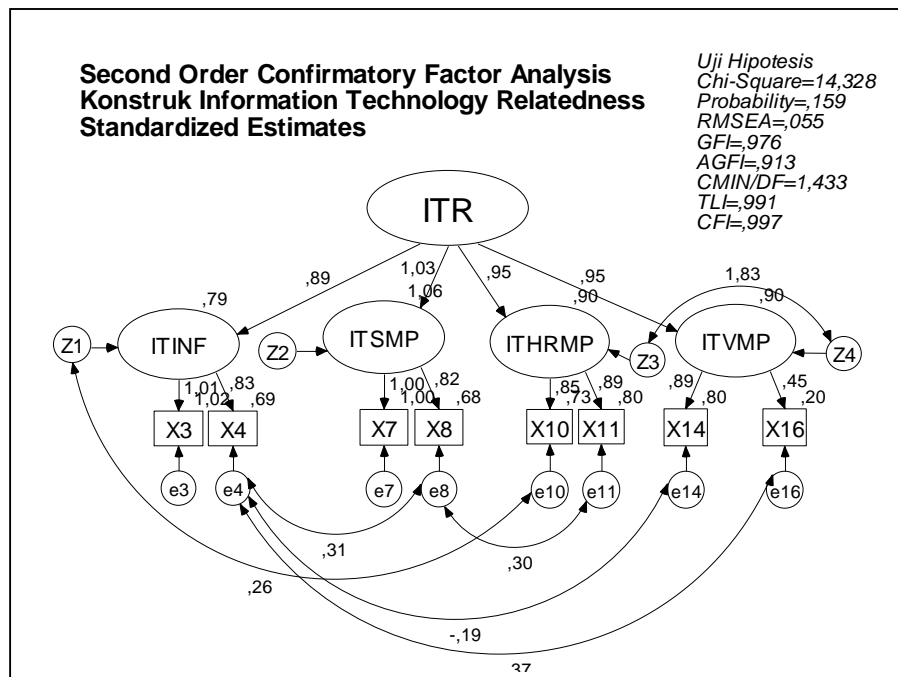 Second Order Confirmatory Factor Analysis
Konstruk Information Technology Relatedness
Standardized Estimates
Uji Hipotesis
Chi-Square=14,328
Probability=,159
RMSEA=,055
GFI=,976
AGFI=,913
CMIN/DF=1,433
TLI=,991
CFI=,997
ITR
,89
1,03
,95
,95
1,83
,79
1,06
,90
,90
Z1
ITINF
Z2
ITSMP
ITHRMP
Z3
ITVMP
Z4
1,01
,83
1,00
,82
,85
,89
,89
,45
1,02
,69
1,00
,68
,73
,80
,80
,20
X3
X4
X7
X8
X10
X11
X14
X16
e3
e4
e7
e8
e10
e11
e14
e16
,31
,30
,26
-,19
,37